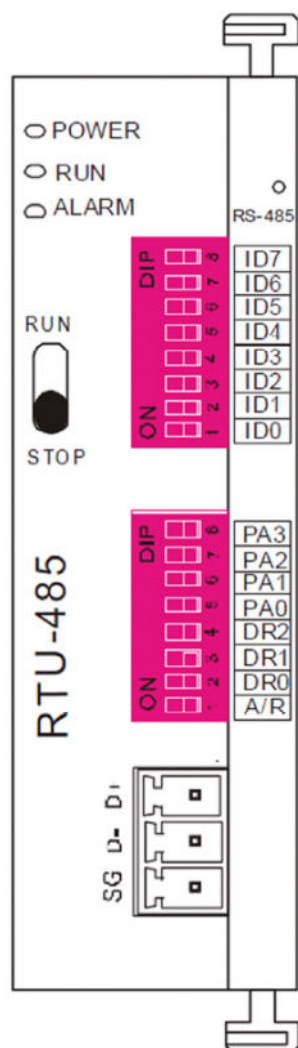 POWER
RUN
ALARM
RS-485
RUN
STOP
DIP
ON
8
7
6
5
4
3
2
1
ID7
ID6
ID5
ID4
ID3
ID2
ID1
ID0
DIP
ON
8
7
6
5
4
3
2
1
PA3
PA2
PA1
PA0
DR2
DR1
DR0
A/R
RTU-485
D+
D-
SG